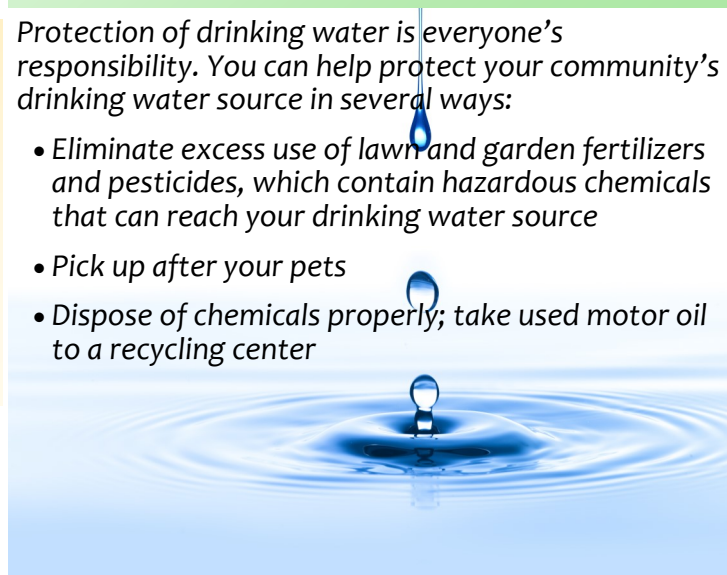 Protection of drinking water is everyone’s
responsibility. You can help protect your community’s
drinking water source in several ways:
• Eliminate excess use of lawn and garden fertilizers
and pesticides, which contain hazardous chemicals
that can reach your drinking water source
• Pick up after your pets
• Dispose of chemicals properly; take used motor oil
to a recycling center